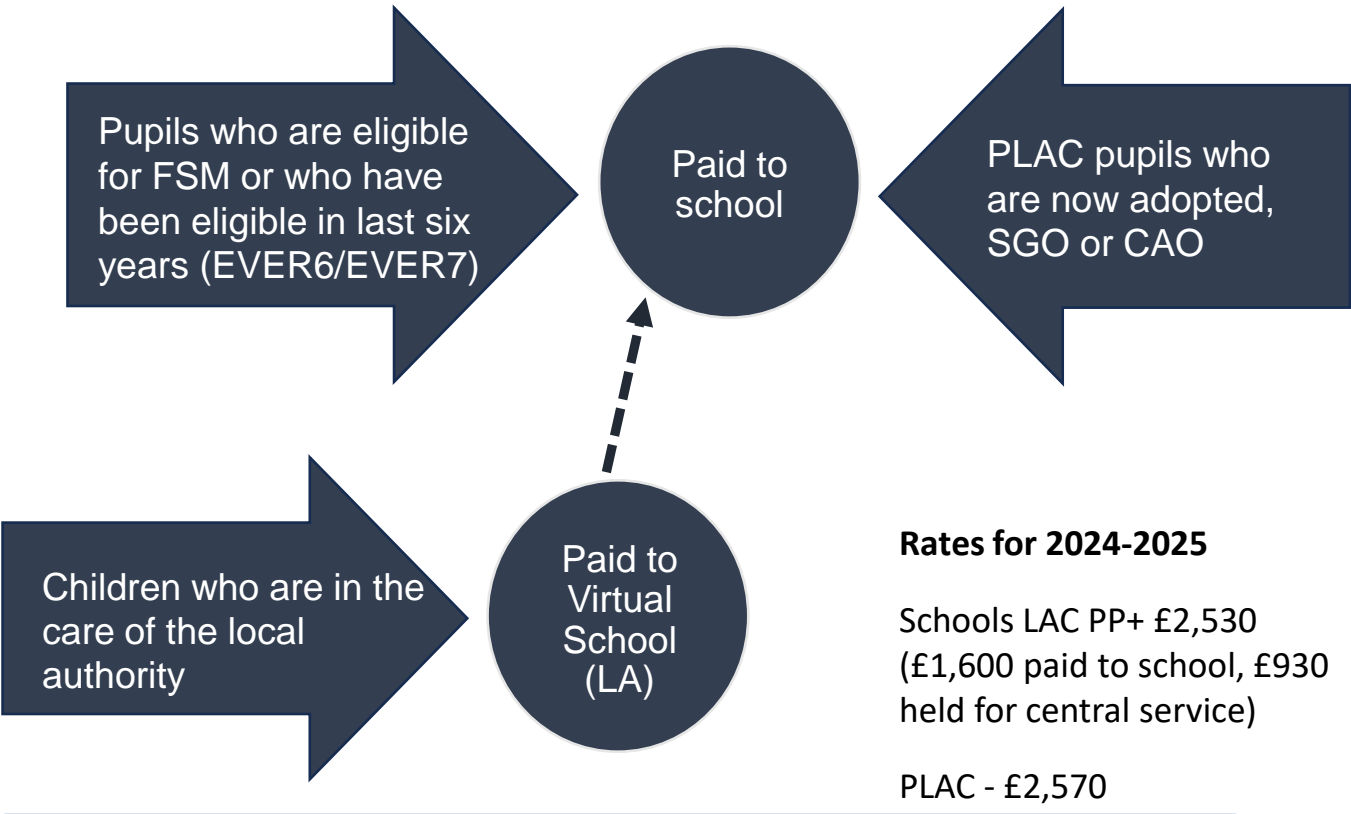 Pupils who are eligible
for FSM or who have
been eligible in last six
years (EVER6/EVER7)
Paid to
school
PLAC pupils who
are now adopted,
SGO or CAO
Children who are in the
care of the local
authority
Paid to
Virtual
School
(LA)
Rates for 2024-2025
Schools LAC PP+ £2,530
(£1,600 paid to school, £930
held for central service)
PLAC - £2,570